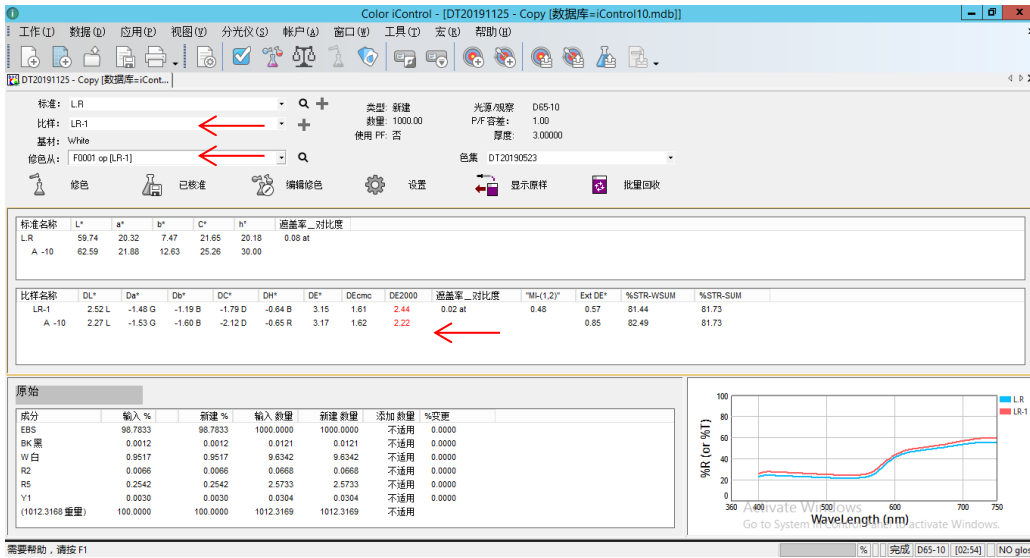 Color iControl - [DT20191125 - Copy [数据库=iControl10.mdb]]
工作(I) 数据(D) 应用(P) 视图(V) 分光仪(S) 帐户(A) 窗口(W) 工具(T) 宏(R) 帮助(H)
DT20191125 - Copy [数据库=iCont...
标准: L.R 类型: 新建 光源/观察 D65-10
比样: LR-1 数量: 1000.00 P/F容差: 1.00
基材: White 使用 PF: 否 厚度: 3.00000
修色从: F0001 op [LR-1] 色集 DT20190523
修色 已核准 编辑修色 设置 显示原样 批量回收
标准名称 L* a* b* C* h* 遮盖率__对比度
L.R 59.74 20.32 7.47 21.65 20.18 0.08 at
A -10 62.59 21.88 12.63 25.26 30.00
比样名称 DL* Da* Db* DC* DH* DE* DEcmc DE2000 遮盖率__对比度 "MI-(1,2)" Ext DE* %STR-WSUM %STR-SUM
LR-1 2.52 L -1.48 G -1.19 B -1.79 D -0.64 B 3.15 1.61 2.44 0.02 at 0.48 0.57 81.44 81.73
A -10 2.27 L -1.53 G -1.60 B -2.12 D -0.65 R 3.17 1.62 2.22 0.85 82.49 81.73
原始
成分 输入 % 新建 % 输入 数量 新建 数量 添加 数量 %变更
EBS 98.7833 98.7833 1000.0000 1000.0000 不适用 0.0000
BK 黑 0.0012 0.0012 0.0121 0.0121 不适用 0.0000
W 白 0.9517 0.9517 9.6342 9.6342 不适用 0.0000
R2 0.0066 0.0066 0.0668 0.0668 不适用 0.0000
R5 0.2542 0.2542 2.5733 2.5733 不适用 0.0000
Y1 0.0030 0.0030 0.0304 0.0304 不适用 0.0000
(1012.3168 重里) 100.0000 100.0000 1012.3169 1012.3169 不适用
%R (or %T)
100
80
60
40
20
0
360 400 500 600 700 750
WaveLength (nm)
L.R
LR-1
Activate Windows
Go to System in Control Panel to activate Windows.
需要帮助，请按 F1 % 完成 D65-10 [02:54] NO glos